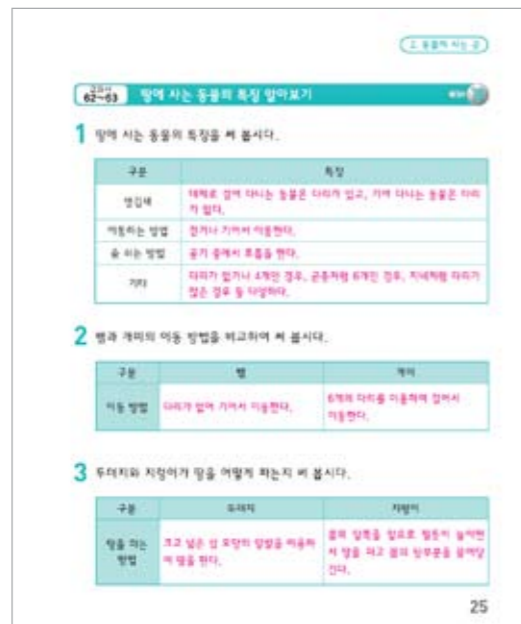 2. 동물이 사는 곳
교과서
62~63 땅에 사는 동물의 특징 알아보기
1 땅에 사는 동물의 특징을 써 봅시다.
구분 특징
생김새 대체로 걸어 다니는 동물은 다리가 있고, 기어 다니는 동물은 다리
가 없다.
이동하는 방법 걷거나 기어서 이동한다.
숨 쉬는 방법 공기 중에서 호흡을 한다.
기타 다리가 없거나 4개인 경우, 곤충처럼 6개인 경우, 지네처럼 다리가
많은 경우 등 다양하다.
2 뱀과 개미의 이동 방법을 비교하여 써 봅시다.
구분 뱀 개미
이동 방법 다리가 없어 기어서 이동한다. 6개의 다리를 이용하여 걸어서
이동한다.
3 두더지와 지렁이가 땅을 어떻게 파는지 써 봅시다.
구분 두더지 지렁이
땅을 파는
방법
크고 넓은 삽 모양의 앞발을 이용하
여 땅을 판다.
몸의 앞쪽을 앞으로 길게 늘이면
서 땅을 파고 몸의 뒷부분을 끌어당
긴다.
25